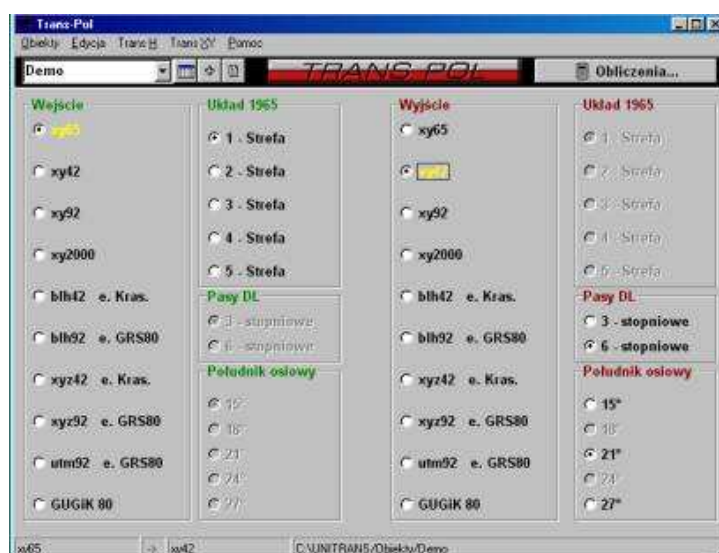 Trans-Pol
Obiekty Edycja Trans H Trans XY Pomoc
Demo TRANS POL Obliczenia...
Wejście
xy65
xy42
xy92
xy2000
blh42 e. Kras.
blh92 e. GRS80
xyz42 e. Kras.
xyz92 e. GRS80
utm92 e. GRS80
GUGiK 80
Układ 1965
1 - Strefa
2 - Strefa
3 - Strefa
4 - Strefa
5 - Strefa
Pasy DL
3 - stopniowe
6 - stopniowe
Południk osiowy
15°
18°
21°
24°
27°
Wyjście
xy65
xy42
xy92
xy2000
blh42 e. Kras.
blh92 e. GRS80
xyz42 e. Kras.
xyz92 e. GRS80
utm92 e. GRS80
GUGiK 80
Układ 1965
1 - Strefa
2 - Strefa
3 - Strefa
4 - Strefa
5 - Strefa
Pasy DL
3 - stopniowe
6 - stopniowe
Południk osiowy
15°
18°
21°
24°
27°
xy65 -> xy42 C:\UNITRANS/Obiekty/Demo